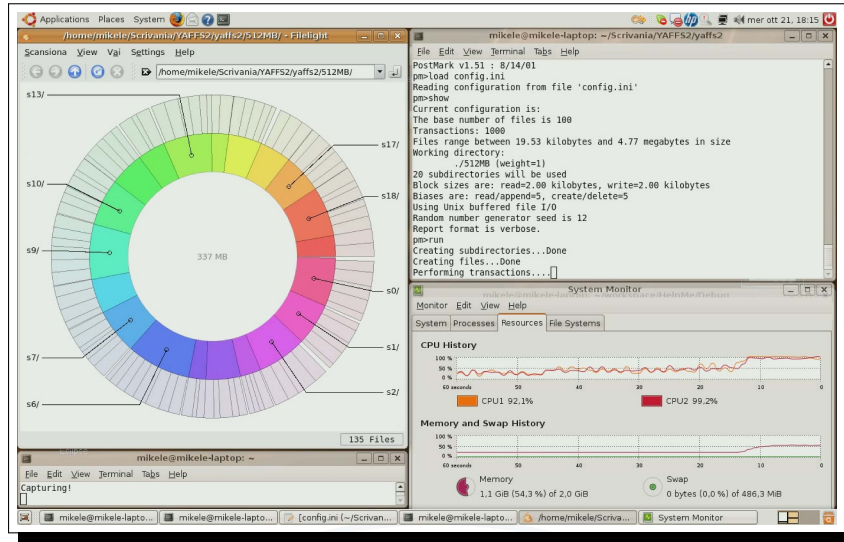 Applications Places System
mer ott 21, 18:15
/home/mikele/Scrivania/YAFFS2/yaffs2/512MB/ - Filelight
Scansiona View Vai Settings Help
/home/mikele/Scrivania/YAFFS2/yaffs2/512MB/
s13/
s17/
s10/
s18/
s9/
337 MB
s0/
s7/
s1/
s2/
s6/
135 Files
mikele@mikele-laptop: ~/Scrivania/YAFFS2/yaffs2
File Edit View Terminal Tabs Help
PostMark v1.51 : 8/14/01
pm>load config.ini
Reading configuration from file 'config.ini'
pm>show
Current configuration is:
The base number of files is 100
Transactions: 1000
Files range between 19.53 kilobytes and 4.77 megabytes in size
Working directory:
./512MB (weight=1)
20 subdirectories will be used
Block sizes are: read=2.00 kilobytes, write=2.00 kilobytes
Biases are: read/append=5, create/delete=5
Using Unix buffered file I/O
Random number generator seed is 12
Report format is verbose.
pm>run
Creating subdirectories...Done
Creating files...Done
Performing transactions....
System Monitor
Monitor Edit View Help
System Processes Resources File Systems
CPU History
100 %
50 %
0 %
60 seconds 50 40 30 20 10 0
CPU1 92,1% CPU2 99,2%
Memory and Swap History
100 %
50 %
0 %
60 seconds 50 40 30 20 10 0
Memory
1,1 GiB (54,3 %) of 2,0 GiB
Swap
0 bytes (0,0 %) of 486,3 MiB
mikele@mikele-laptop: ~
File Edit View Terminal Tabs Help
Capturing!
mikele@mikele-lapto... mikele@mikele-lapto... [config.ini (~/Scrivan... mikele@mikele-lapto... /home/mikele/Scriva... System Monitor